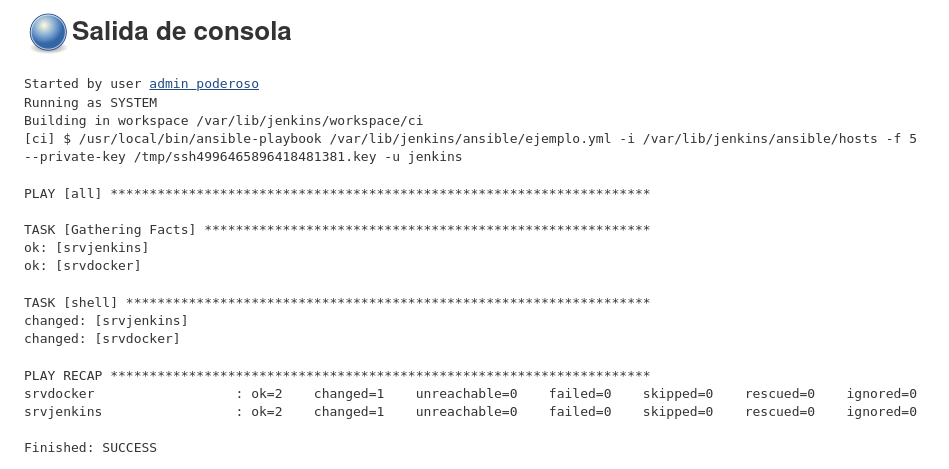 Salida de consola
Started by user admin poderoso
Running as SYSTEM
Building in workspace /var/lib/jenkins/workspace/ci
[ci] $ /usr/local/bin/ansible-playbook /var/lib/jenkins/ansible/ejemplo.yml -i /var/lib/jenkins/ansible/hosts -f 5
--private-key /tmp/ssh4996465896418481381.key -u jenkins
PLAY [all] *********************************************************************
TASK [Gathering Facts] *********************************************************
ok: [srvjenkins]
ok: [srvdocker]
TASK [shell] *******************************************************************
changed: [srvjenkins]
changed: [srvdocker]
PLAY RECAP *********************************************************************
srvdocker                  : ok=2    changed=1    unreachable=0    failed=0    skipped=0    rescued=0    ignored=0
srvjenkins                 : ok=2    changed=1    unreachable=0    failed=0    skipped=0    rescued=0    ignored=0
Finished: SUCCESS